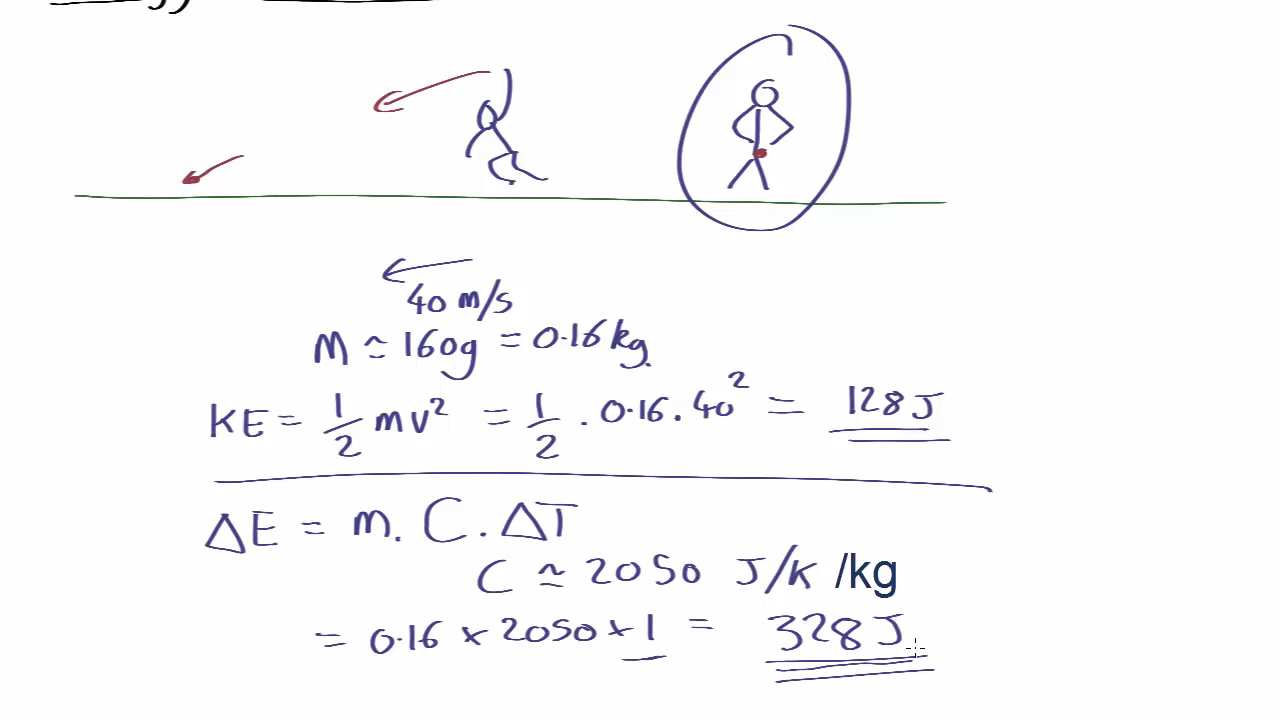 40 m/s
M ≃ 160g = 0.16 kg.
KE = 1/2 mv² = 1/2 . 0.16 . 40² = 128 J
ΔE = m. C . ΔT
C ≃ 2050 J/K /kg
= 0.16 × 2050 × 1 = 328 J